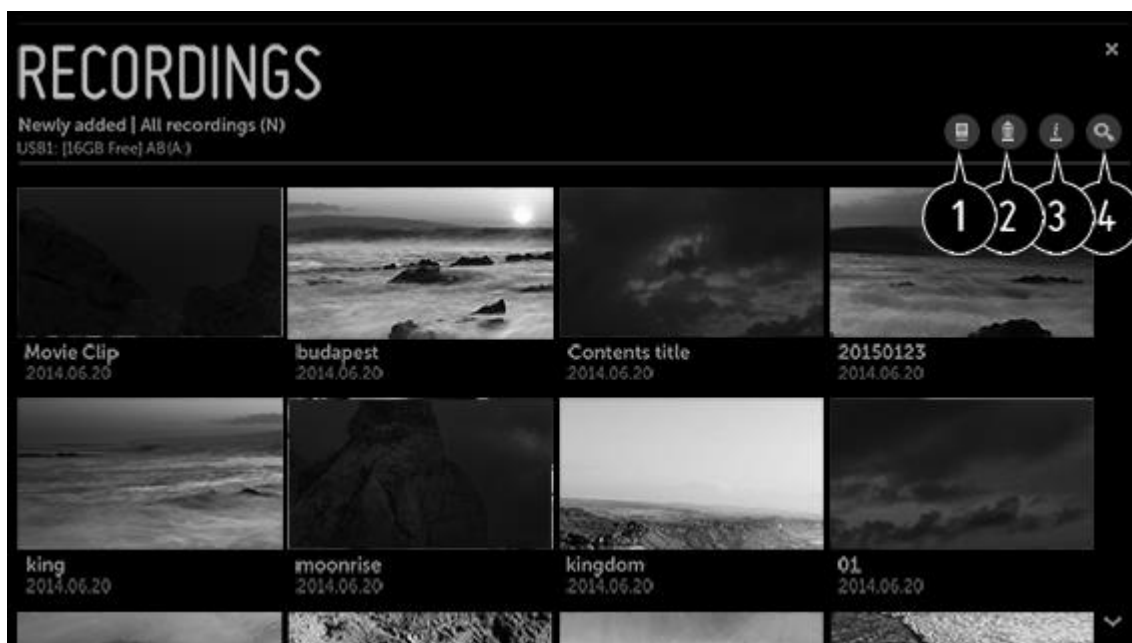 RECORDINGS
Newly added | All recordings (N)
USB1: [16GB Free] AB(A:)
1 2 3 4
Movie Clip budapest Contents title 20150123
2014.06.20 2014.06.20 2014.06.20 2014.06.20
king moonrise kingdom 01
2014.06.20 2014.06.20 2014.06.20 2014.06.20